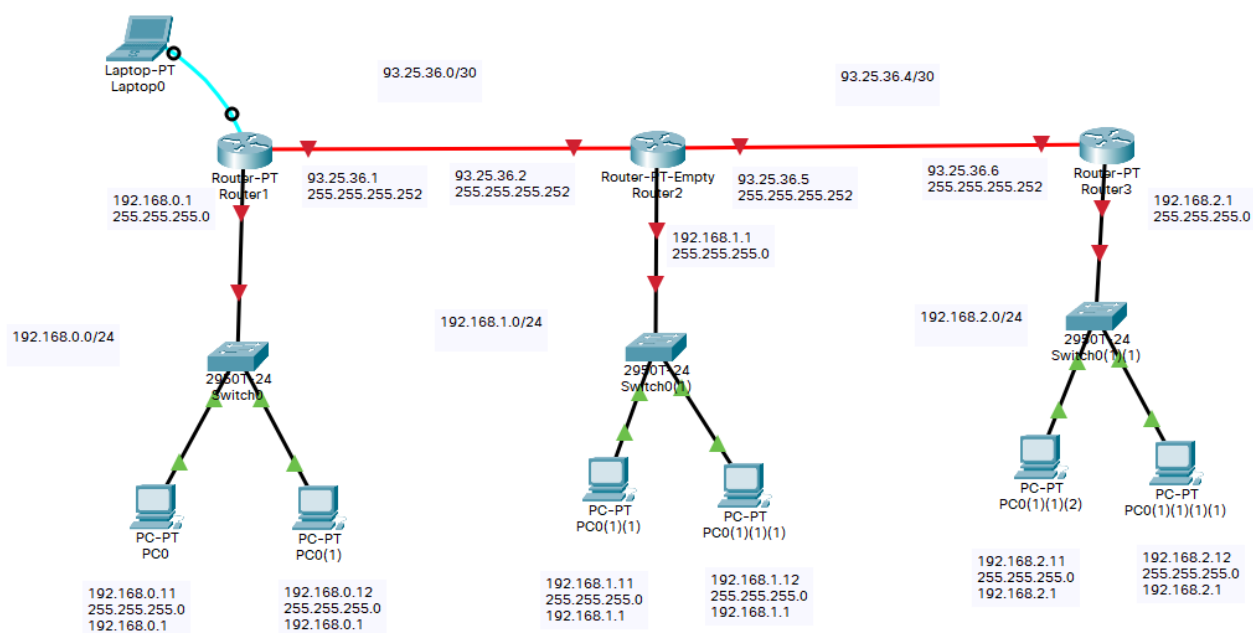 Laptop-PT
Laptop0
93.25.36.0/30
93.25.36.4/30
Router-PT
Router1
93.25.36.1
255.255.255.252
93.25.36.2
255.255.255.252
Router-PT-Empty
Router2
93.25.36.5
255.255.255.252
93.25.36.6
255.255.255.252
Router-PT
Router3
192.168.0.1
255.255.255.0
192.168.1.1
255.255.255.0
192.168.2.1
255.255.255.0
192.168.0.0/24
192.168.1.0/24
192.168.2.0/24
2950T-24
Switch0
2950T-24
Switch0(1)
2950T-24
Switch0(1)(1)
PC-PT
PC0
PC-PT
PC0(1)
PC-PT
PC0(1)(1)
PC-PT
PC0(1)(1)(1)
PC-PT
PC0(1)(1)(2)
PC-PT
PC0(1)(1)(1)(1)
192.168.0.11
255.255.255.0
192.168.0.1
192.168.0.12
255.255.255.0
192.168.0.1
192.168.1.11
255.255.255.0
192.168.1.1
192.168.1.12
255.255.255.0
192.168.1.1
192.168.2.11
255.255.255.0
192.168.2.1
192.168.2.12
255.255.255.0
192.168.2.1